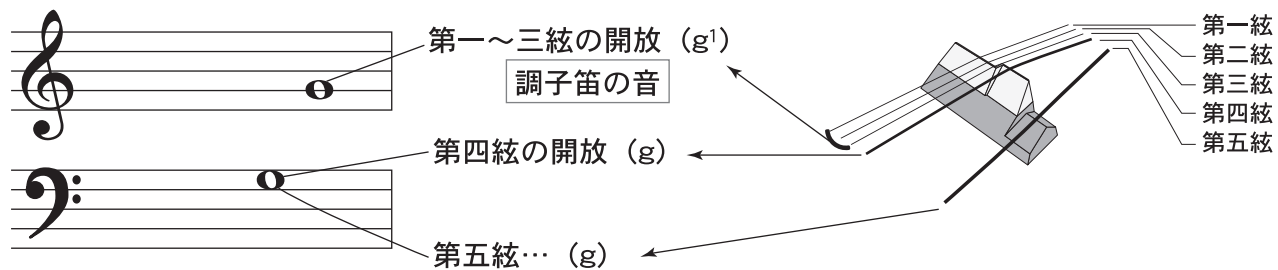 第一～三絃の開放（g¹）
調子笛の音
第四絃の開放（g）
第五絃…（g）
第一絃
第二絃
第三絃
第四絃
第五絃